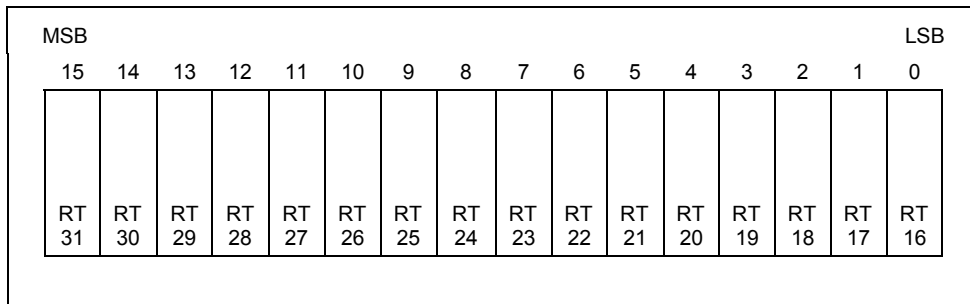 MSB LSB
15 14 13 12 11 10 9 8 7 6 5 4 3 2 1 0
RT RT RT RT RT RT RT RT RT RT RT RT RT RT RT RT
31 30 29 28 27 26 25 24 23 22 21 20 19 18 17 16